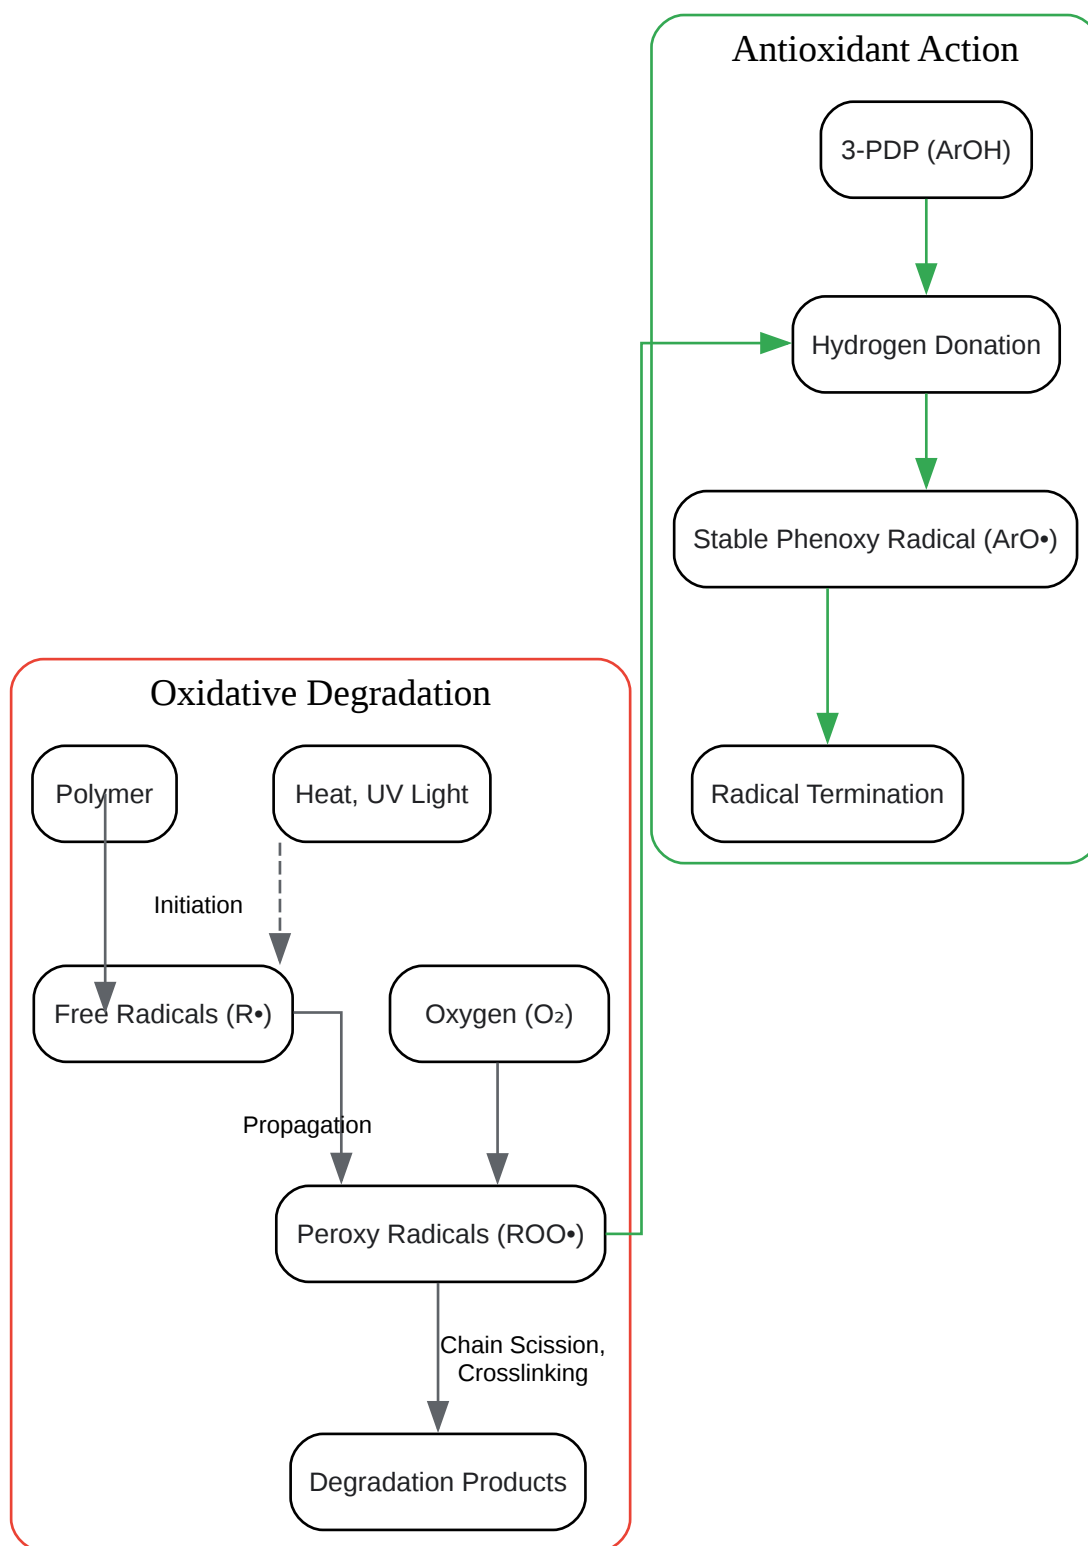 Antioxidant Action
3-PDP (ArOH)
Hydrogen Donation
Stable Phenoxy Radical (ArO•)
Radical Termination
Oxidative Degradation
Polymer
Heat, UV Light
Initiation
Free Radicals (R•)
Oxygen (O₂)
Propagation
Peroxy Radicals (ROO•)
Chain Scission,
Crosslinking
Degradation Products